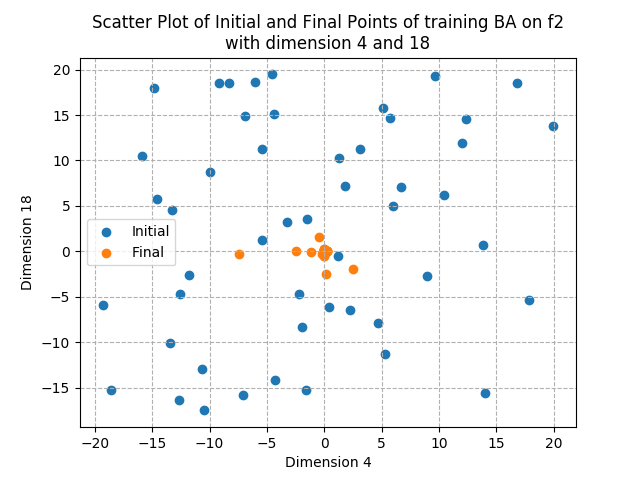 Scatter Plot of Initial and Final Points of training BA on f2
with dimension 4 and 18
20
15
10
5
0
−5
−10
−15
Dimension 18
Initial
Final
−20 −15 −10 −5 0 5 10 15 20
Dimension 4